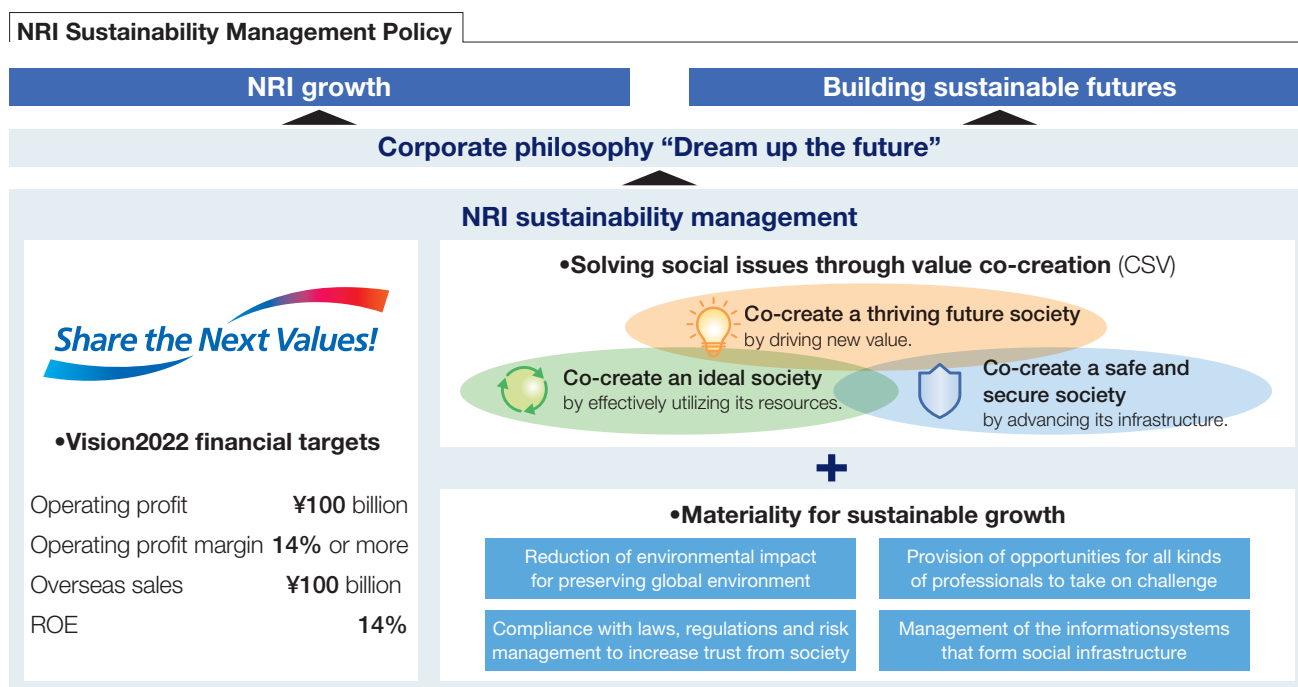 NRI Sustainability Management Policy
NRI growth
Building sustainable futures
Corporate philosophy “Dream up the future”
NRI sustainability management
Share the Next Values!
•Vision2022 financial targets
Operating profit ¥100 billion
Operating profit margin 14% or more
Overseas sales ¥100 billion
ROE 14%
•Solving social issues through value co-creation (CSV)
Co-create a thriving future society
by driving new value.
Co-create an ideal society
by effectively utilizing its resources.
Co-create a safe and
secure society
by advancing its infrastructure.
+
•Materiality for sustainable growth
Reduction of environmental impact
for preserving global environment
Provision of opportunities for all kinds
of professionals to take on challenge
Compliance with laws, regulations and risk
management to increase trust from society
Management of the informationsystems
that form social infrastructure